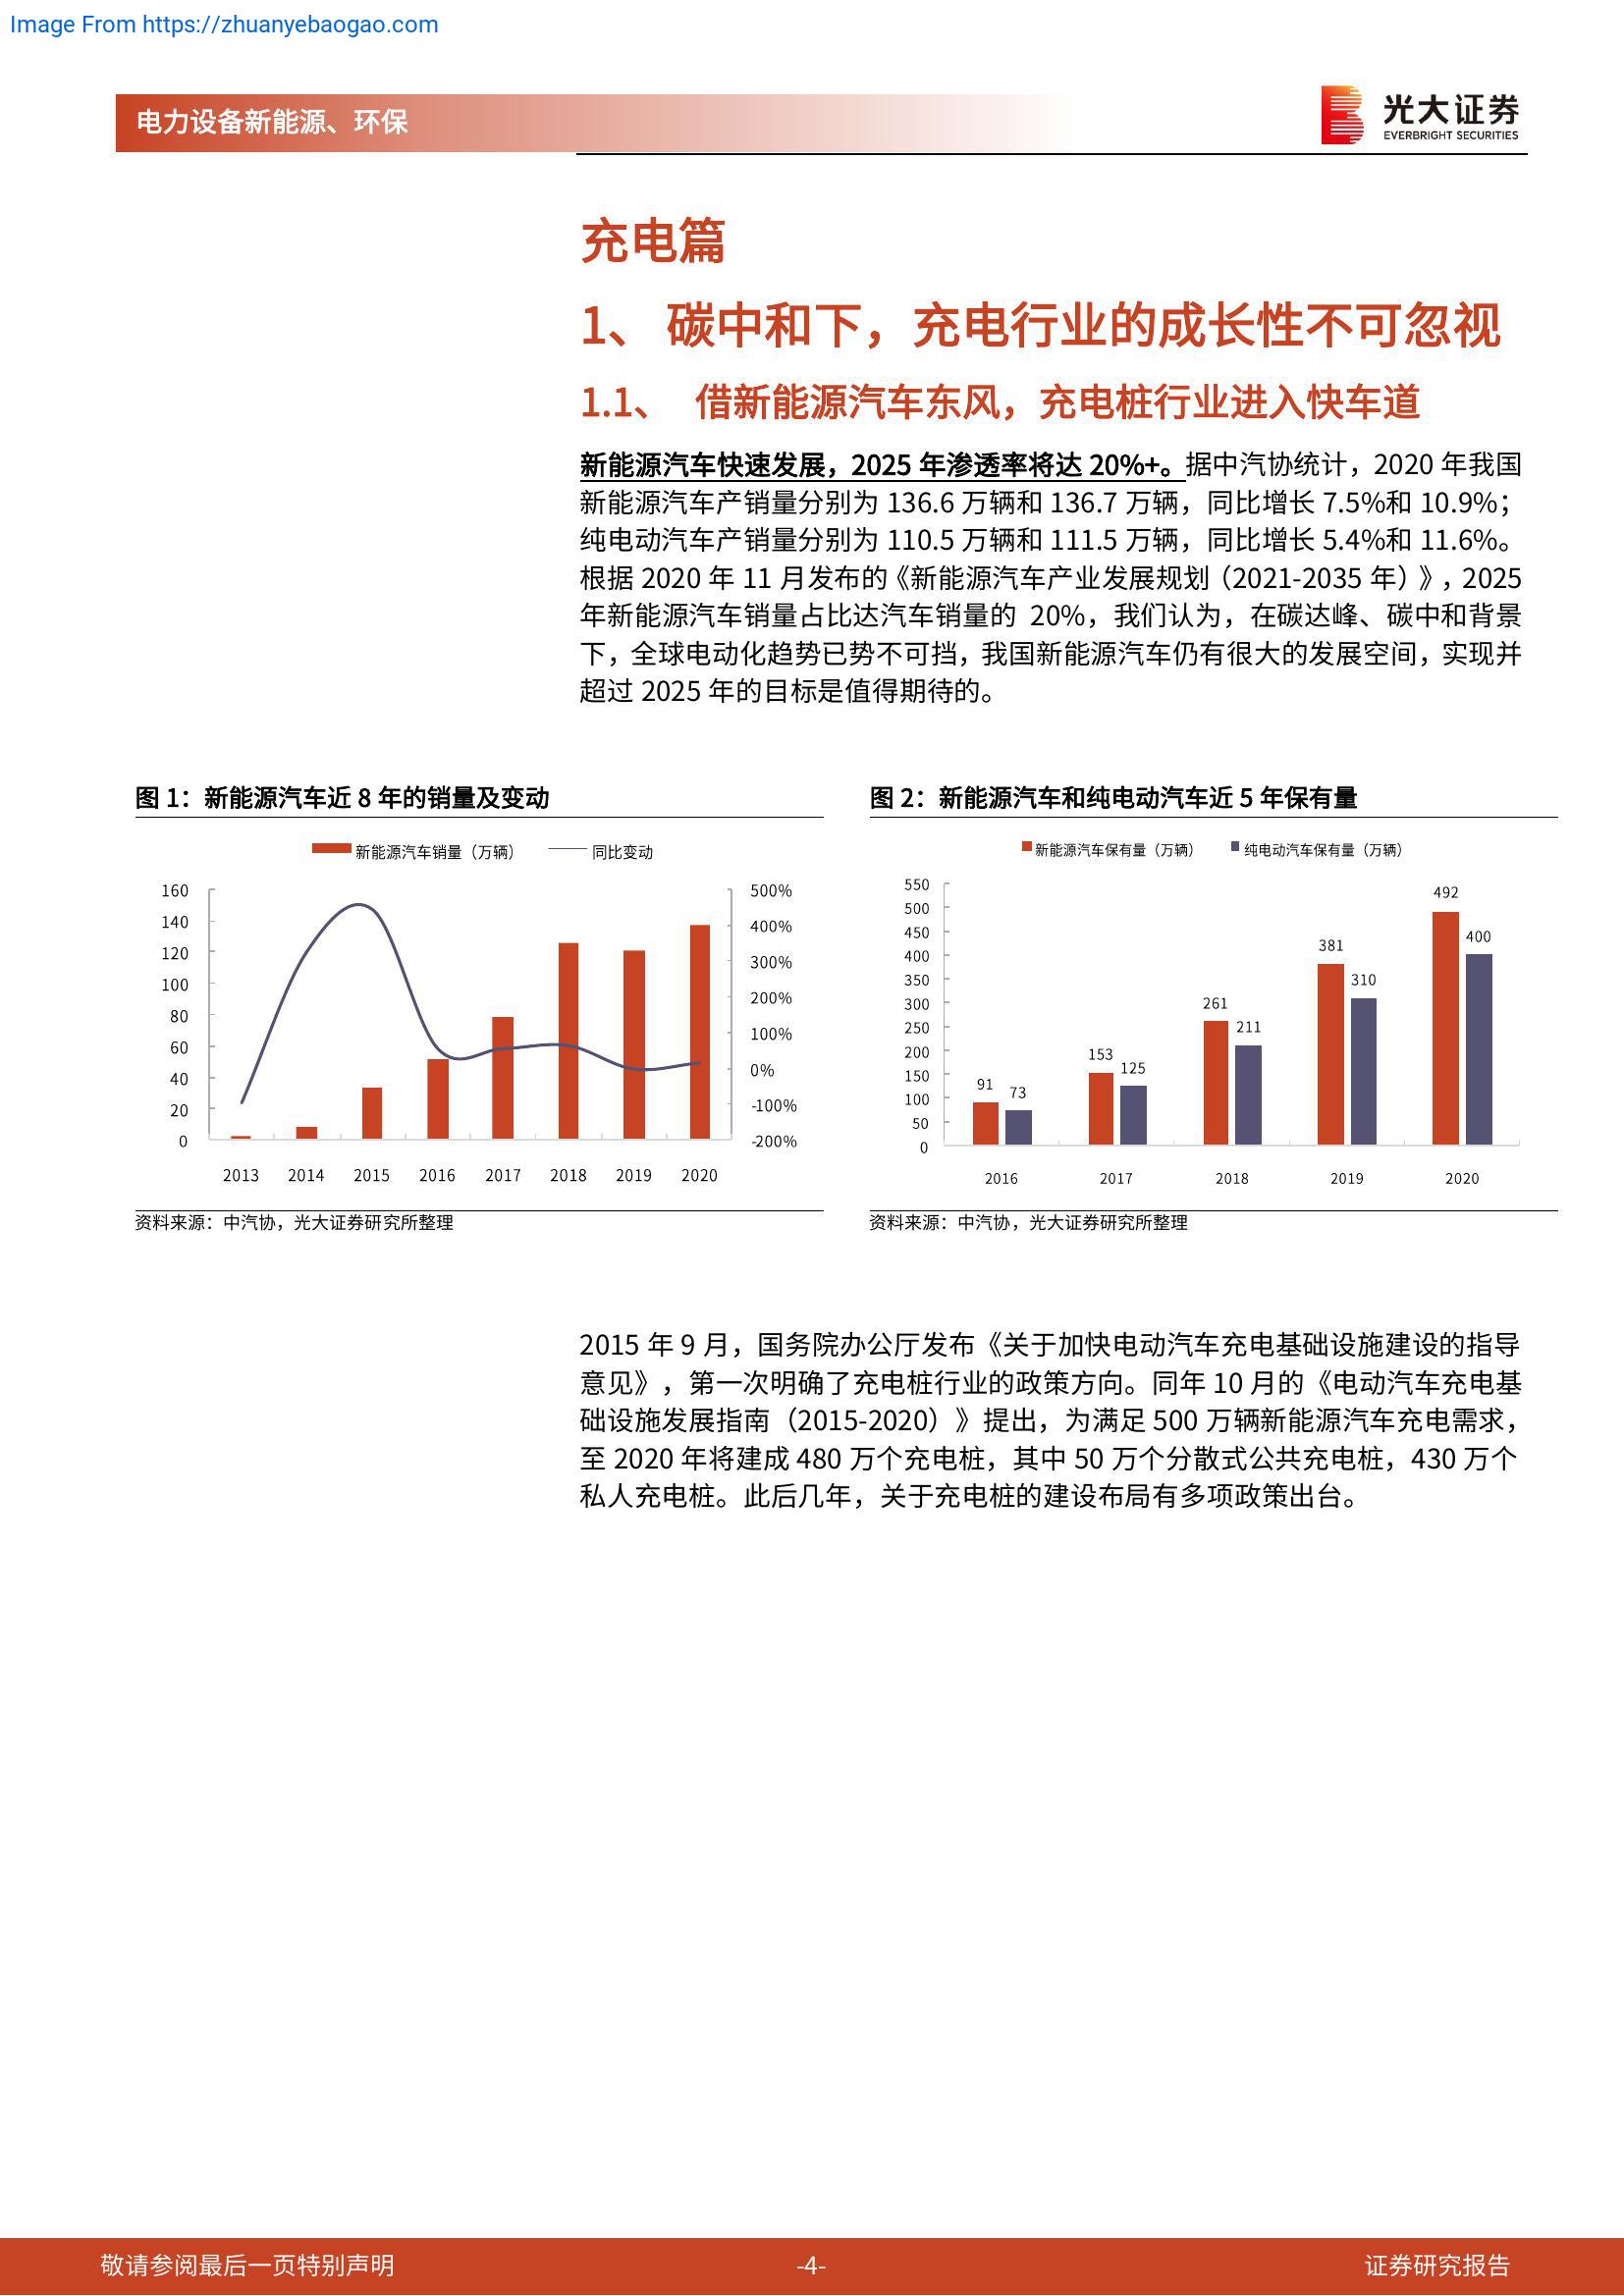 Image From https://zhuanyebaogao.com
电力设备新能源、环保
光大证券
EVERBRIGHT SECURITIES
充电篇
1、 碳中和下，充电行业的成长性不可忽视
1.1、 借新能源汽车东风，充电桩行业进入快车道
新能源汽车快速发展，2025 年渗透率将达 20%+。据中汽协统计，2020 年我国
新能源汽车产销量分别为 136.6 万辆和 136.7 万辆，同比增长 7.5%和 10.9%；
纯电动汽车产销量分别为 110.5 万辆和 111.5 万辆，同比增长 5.4%和 11.6%。
根据 2020 年 11 月发布的《新能源汽车产业发展规划（2021-2035 年）》，2025
年新能源汽车销量占比达汽车销量的 20%，我们认为，在碳达峰、碳中和背景
下，全球电动化趋势已势不可挡，我国新能源汽车仍有很大的发展空间，实现并
超过 2025 年的目标是值得期待的。
图 1：新能源汽车近 8 年的销量及变动
新能源汽车销量（万辆） 同比变动
160 500%
140 400%
120 300%
100 200%
80 100%
60 0%
40 -100%
20 -200%
0
2013 2014 2015 2016 2017 2018 2019 2020
资料来源：中汽协，光大证券研究所整理
图 2：新能源汽车和纯电动汽车近 5 年保有量
新能源汽车保有量（万辆） 纯电动汽车保有量（万辆）
550
500
450
400
350
300
250
200
150
100
50
0
91 73
153 125
261 211
381 310
492 400
2016 2017 2018 2019 2020
资料来源：中汽协，光大证券研究所整理
2015 年 9 月，国务院办公厅发布《关于加快电动汽车充电基础设施建设的指导
意见》，第一次明确了充电桩行业的政策方向。同年 10 月的《电动汽车充电基
础设施发展指南（2015-2020）》提出，为满足 500 万辆新能源汽车充电需求，
至 2020 年将建成 480 万个充电桩，其中 50 万个分散式公共充电桩，430 万个
私人充电桩。此后几年，关于充电桩的建设布局有多项政策出台。
敬请参阅最后一页特别声明 -4- 证券研究报告